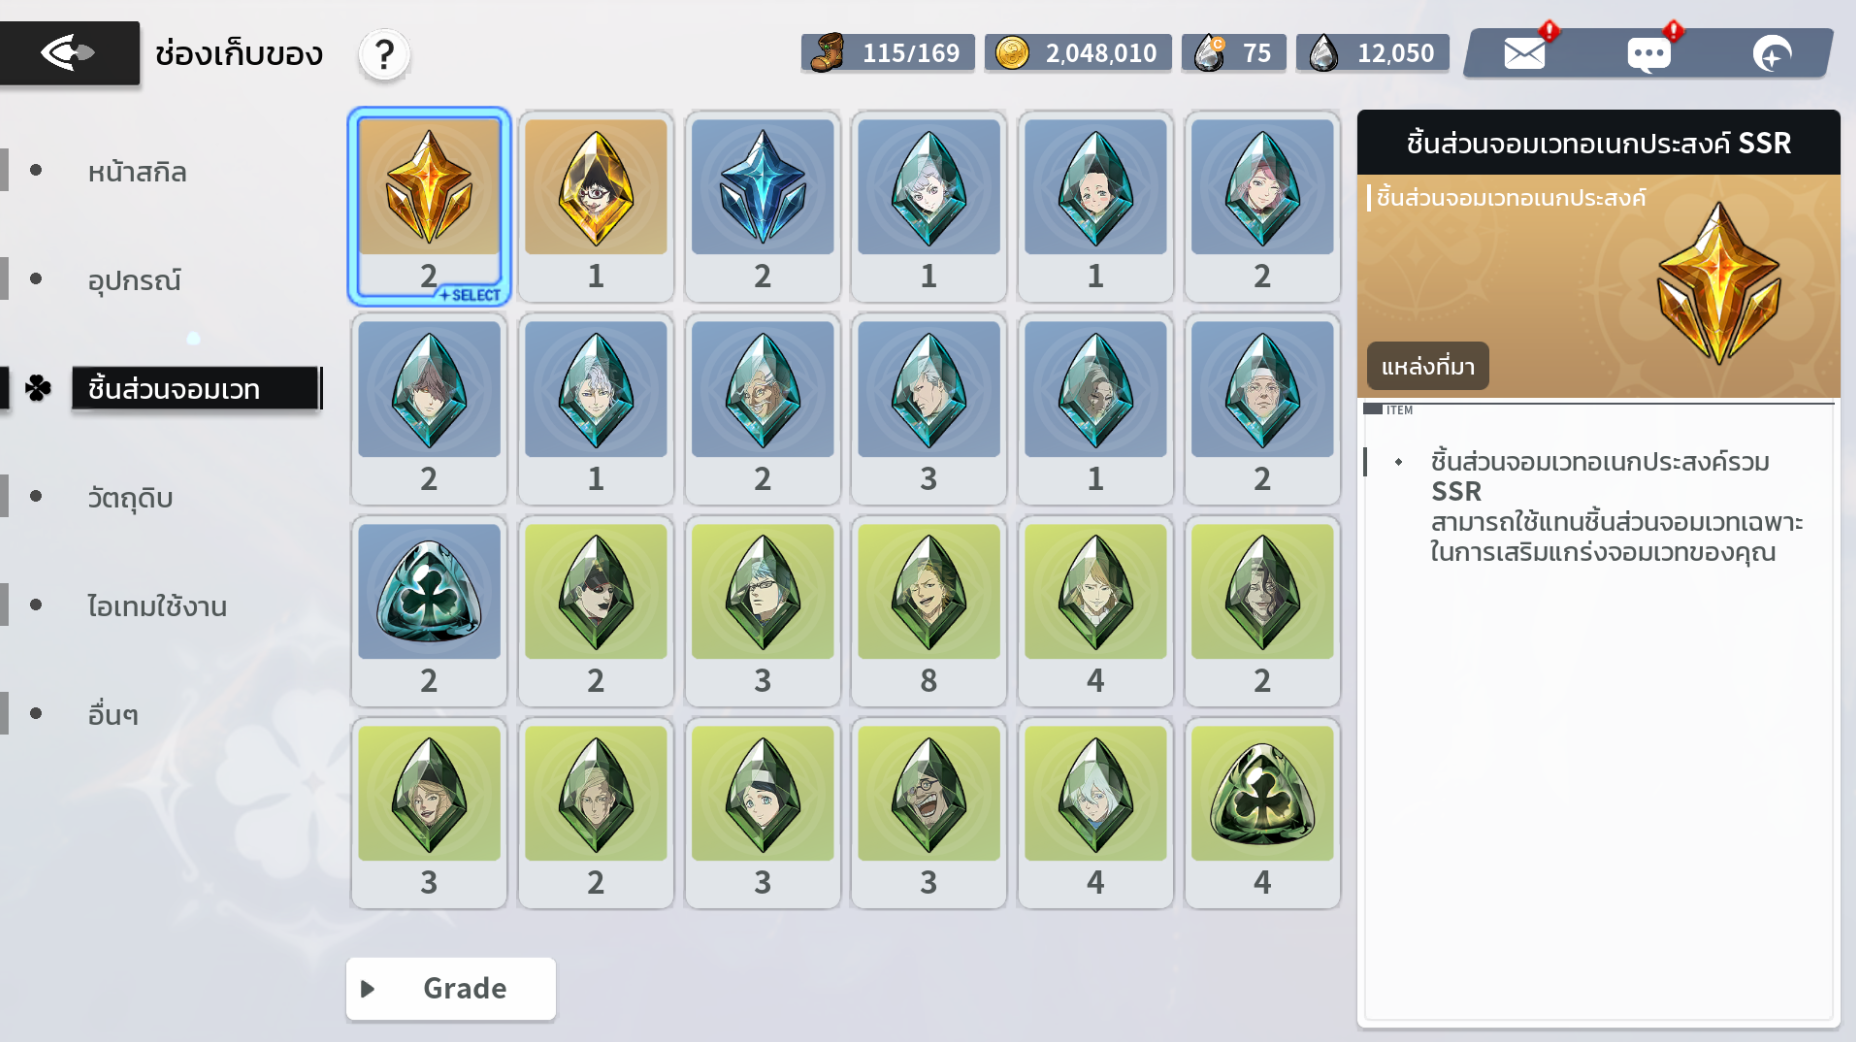 ช่องเก็บของ
?
115/169
2,048,010
75
12,050
หน้าสกิล
อุปกรณ์
ชิ้นส่วนจอมเวท
วัตถุดิบ
ไอเทมใช้งาน
อื่นๆ
2 1 2 1 1 2
SELECT
2 1 2 3 1 2
2 2 3 8 4 2
3 2 3 3 4 4
Grade
ชิ้นส่วนจอมเวทอเนกประสงค์ SSR
ชิ้นส่วนจอมเวทอเนกประสงค์
แหล่งที่มา
ITEM
ชิ้นส่วนจอมเวทอเนกประสงค์รวม
SSR
สามารถใช้แทนชิ้นส่วนจอมเวทเฉพาะ
ในการเสริมแกร่งจอมเวทของคุณ